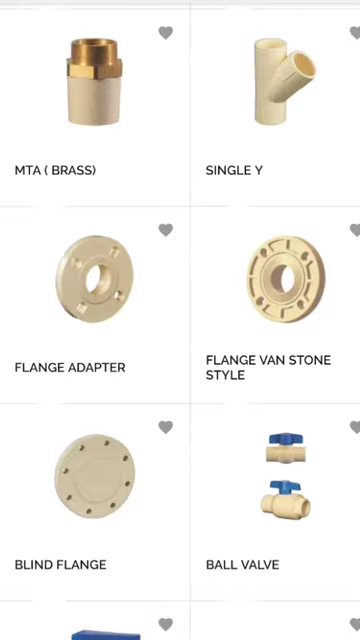 MTA ( BRASS)
SINGLE Y
FLANGE ADAPTER
FLANGE VAN STONE
STYLE
BLIND FLANGE
BALL VALVE